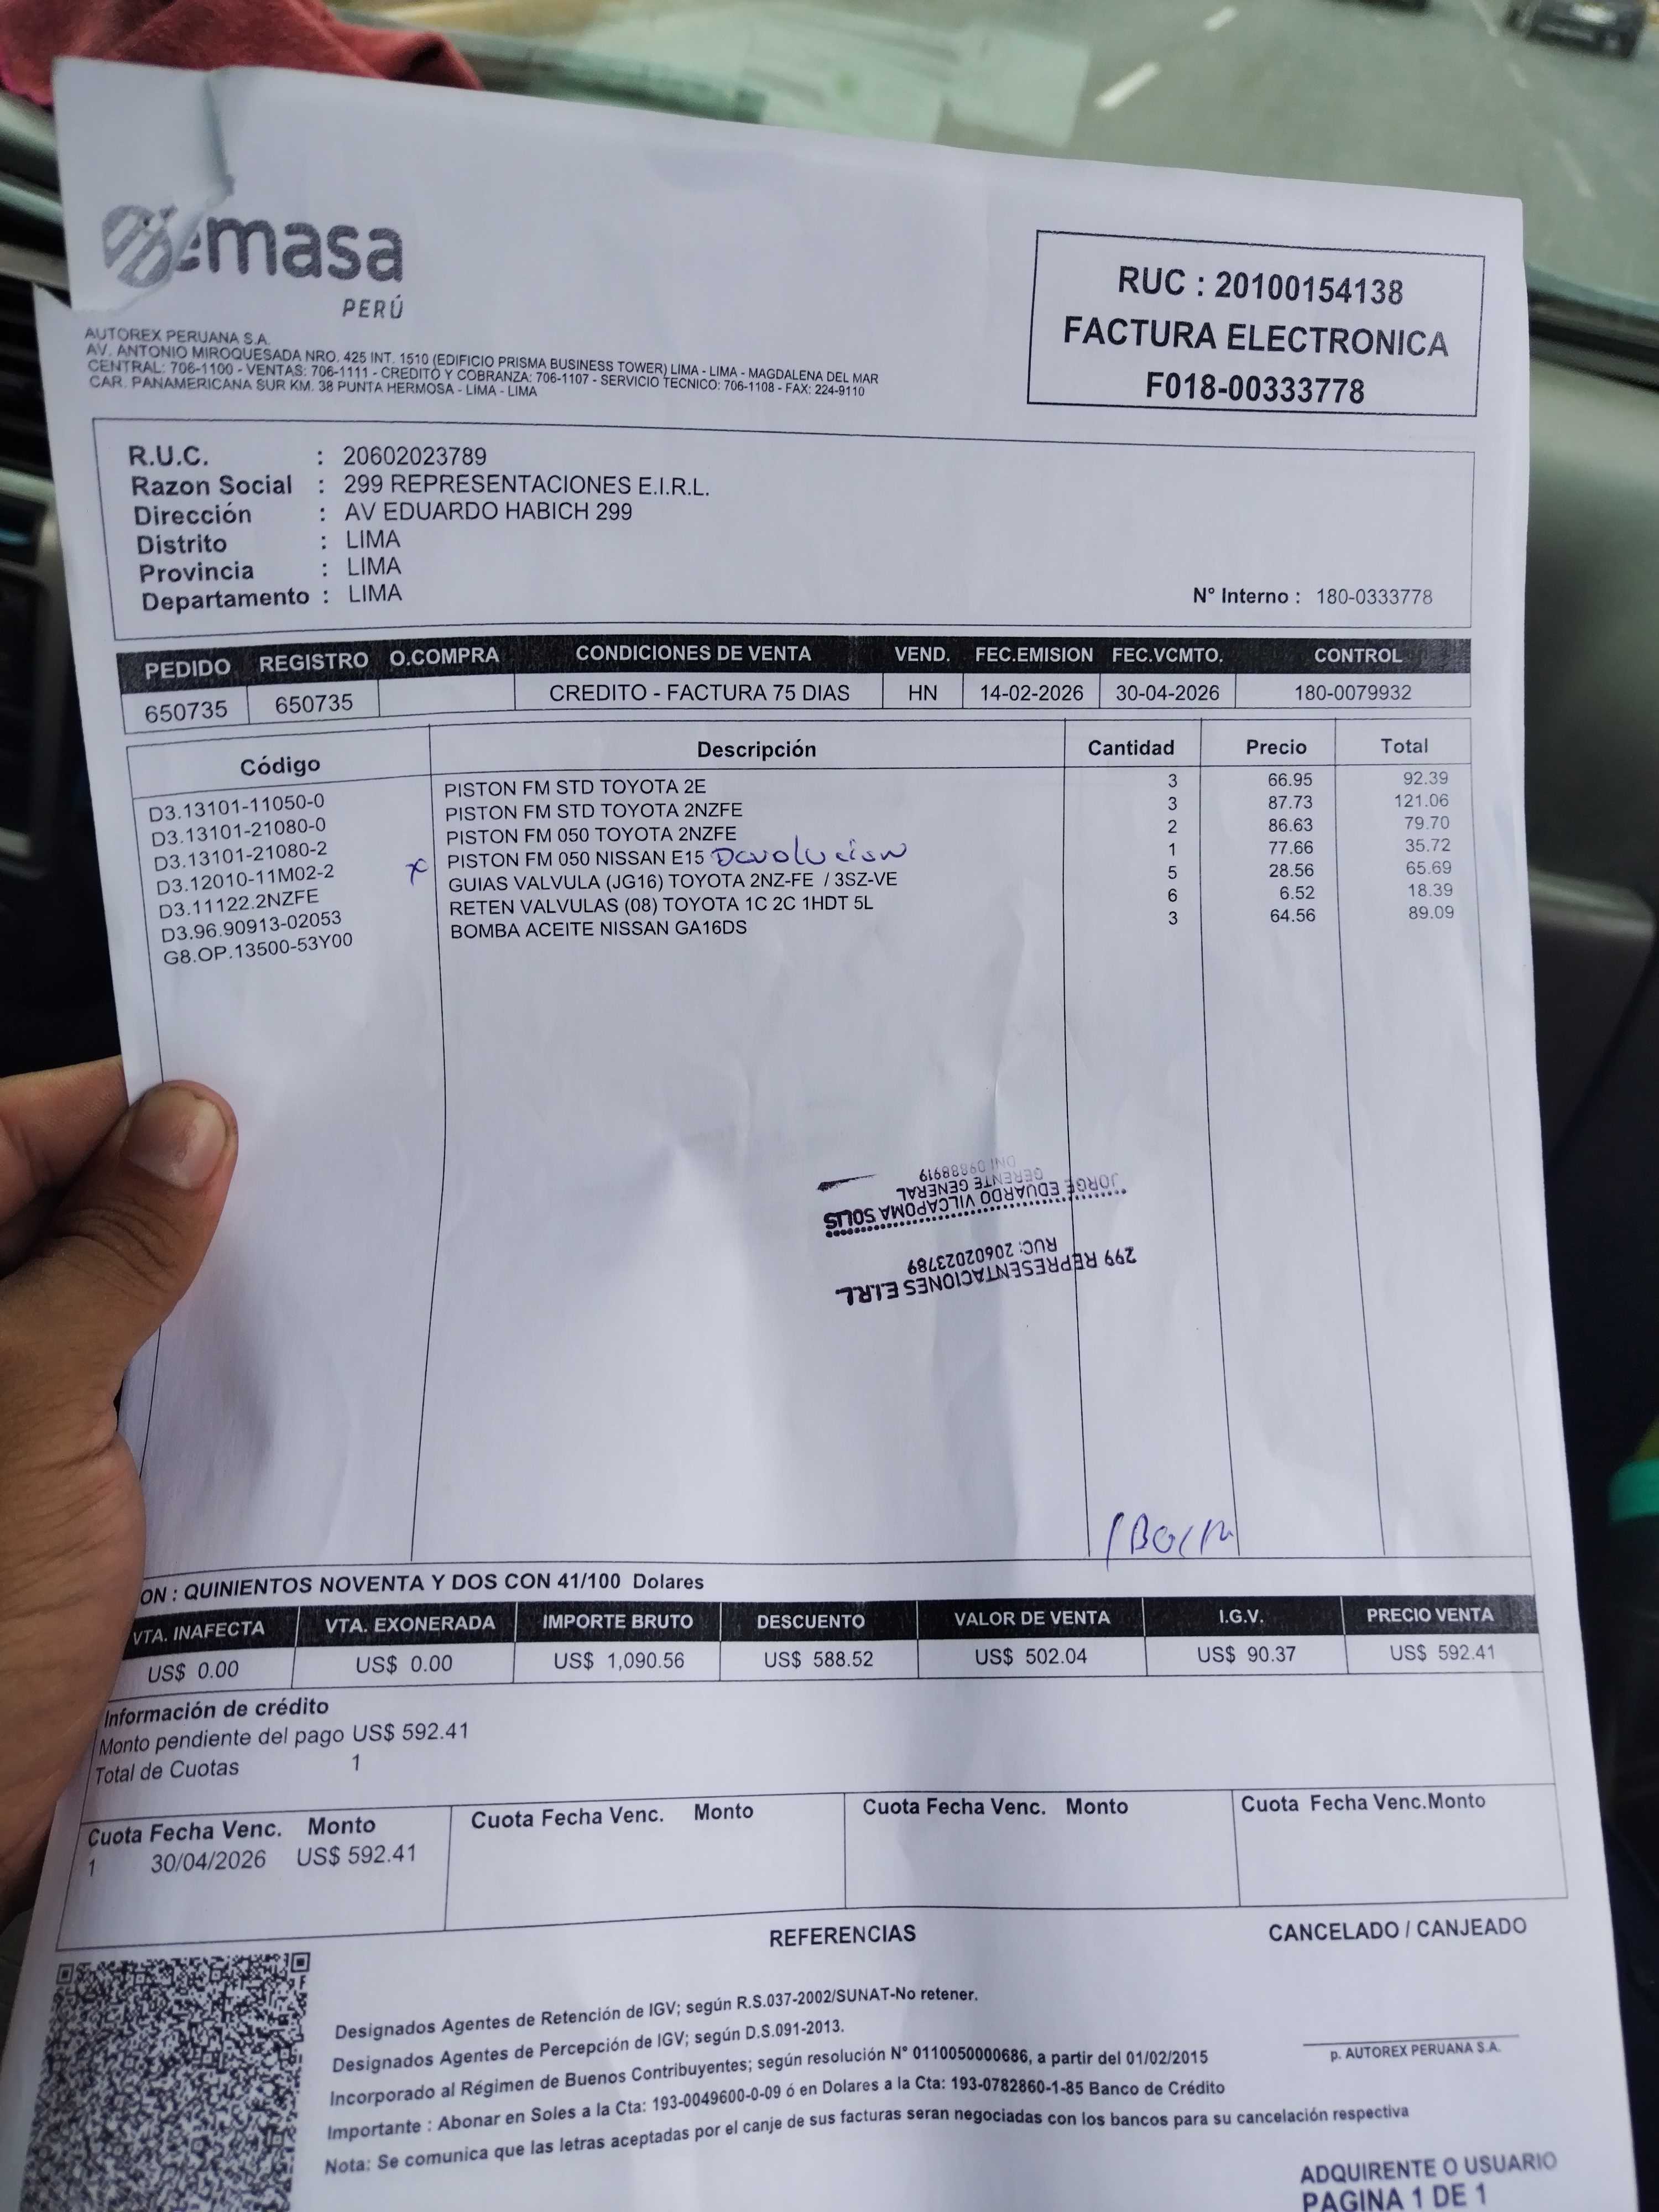 emasa
PERÚ
AUTOREX PERUANA S.A.
AV. ANTONIO MIROQUESADA NRO. 425 INT. 1510 (EDIFICIO PRISMA BUSINESS TOWER) LIMA - LIMA - MAGDALENA DEL MAR
CENTRAL: 706-1100 - VENTAS: 706-1111 - CREDITO Y COBRANZA: 706-1107 - SERVICIO TECNICO: 706-1108 - FAX: 224-9110
CAR. PANAMERICANA SUR KM. 38 PUNTA HERMOSA - LIMA - LIMA
RUC : 20100154138
FACTURA ELECTRONICA
F018-00333778
R.U.C. : 20602023789
Razon Social : 299 REPRESENTACIONES E.I.R.L.
Dirección : AV EDUARDO HABICH 299
Distrito : LIMA
Provincia : LIMA
Departamento : LIMA
N° Interno : 180-0333778
PEDIDO REGISTRO O.COMPRA CONDICIONES DE VENTA VEND. FEC.EMISION FEC.VCMTO. CONTROL
650735 650735 CREDITO - FACTURA 75 DIAS HN 14-02-2026 30-04-2026 180-0079932
Código Descripción Cantidad Precio Total
D3.13101-11050-0 PISTON FM STD TOYOTA 2E 3 66.95 92.39
D3.13101-21080-0 PISTON FM STD TOYOTA 2NZFE 3 87.73 121.06
D3.13101-21080-2 PISTON FM 050 TOYOTA 2NZFE 2 86.63 79.70
D3.12010-11M02-2 x PISTON FM 050 NISSAN E15 Devolucion 1 77.66 35.72
D3.11122.2NZFE GUIAS VALVULA (JG16) TOYOTA 2NZ-FE / 3SZ-VE 5 28.56 65.69
D3.96.90913-02053 RETEN VALVULAS (08) TOYOTA 1C 2C 1HDT 5L 6 6.52 18.39
G8.OP.13500-53Y00 BOMBA ACEITE NISSAN GA16DS 3 64.56 89.09
299 REPRESENTACIONES E.I.R.L.
RUC: 20602023789
JORGE EDUARDO VILCAPOMA SOLIS
GERENTE GENERAL
DNI 09888919
ON : QUINIENTOS NOVENTA Y DOS CON 41/100 Dolares
VTA. INAFECTA VTA. EXONERADA IMPORTE BRUTO DESCUENTO VALOR DE VENTA I.G.V. PRECIO VENTA
US$ 0.00 US$ 0.00 US$ 1,090.56 US$ 588.52 US$ 502.04 US$ 90.37 US$ 592.41
Información de crédito
Monto pendiente del pago US$ 592.41
Total de Cuotas 1
Cuota Fecha Venc. Monto Cuota Fecha Venc. Monto Cuota Fecha Venc. Monto Cuota Fecha Venc.Monto
1 30/04/2026 US$ 592.41
REFERENCIAS
CANCELADO / CANJEADO
Designados Agentes de Retención de IGV; según R.S.037-2002/SUNAT-No retener.
Designados Agentes de Percepción de IGV; según D.S.091-2013.
Incorporado al Régimen de Buenos Contribuyentes; según resolución N° 0110050000686, a partir del 01/02/2015
Importante : Abonar en Soles a la Cta: 193-0049600-0-09 ó en Dolares a la Cta: 193-0782860-1-85 Banco de Crédito
Nota: Se comunica que las letras aceptadas por el canje de sus facturas seran negociadas con los bancos para su cancelación respectiva
p. AUTOREX PERUANA S.A.
ADQUIRENTE O USUARIO
PAGINA 1 DE 1